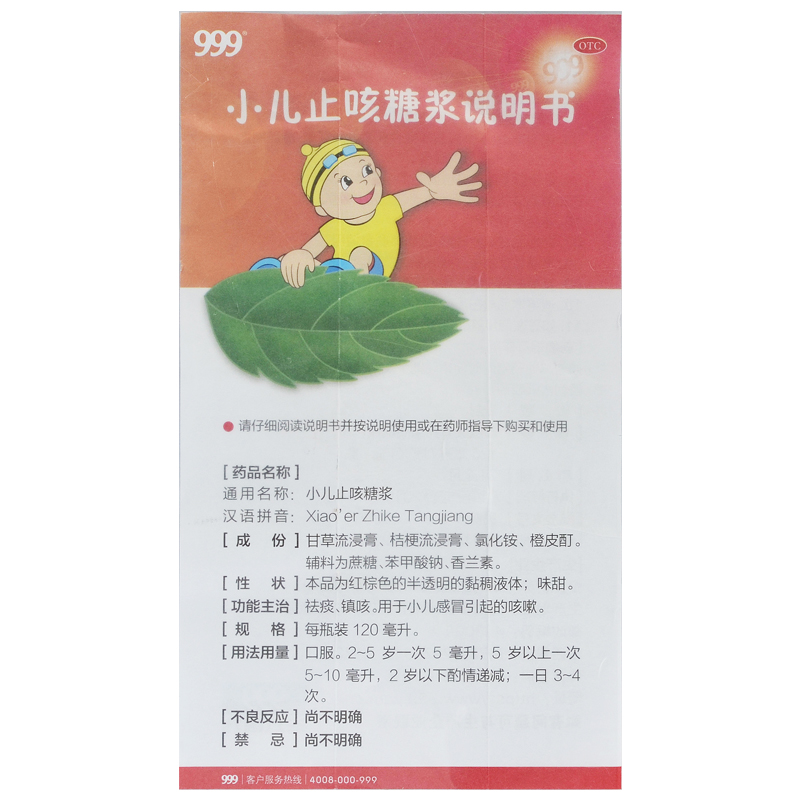 999®
OTC
999
小儿止咳糖浆说明书
● 请仔细阅读说明书并按说明使用或在药师指导下购买和使用
[药品名称]
通用名称：小儿止咳糖浆
汉语拼音：Xiao'er Zhike Tangjiang
[成 份] 甘草流浸膏、桔梗流浸膏、氯化铵、橙皮酊。
辅料为蔗糖、苯甲酸钠、香兰素。
[性 状] 本品为红棕色的半透明的黏稠液体；味甜。
[功能主治] 祛痰、镇咳。用于小儿感冒引起的咳嗽。
[规 格] 每瓶装 120 毫升。
[用法用量] 口服。2~5 岁一次 5 毫升，5 岁以上一次
5~10 毫升，2 岁以下酌情递减；一日 3~4
次。
[不良反应] 尚不明确
[禁 忌] 尚不明确
999 | 客户服务热线 | 4008-000-999